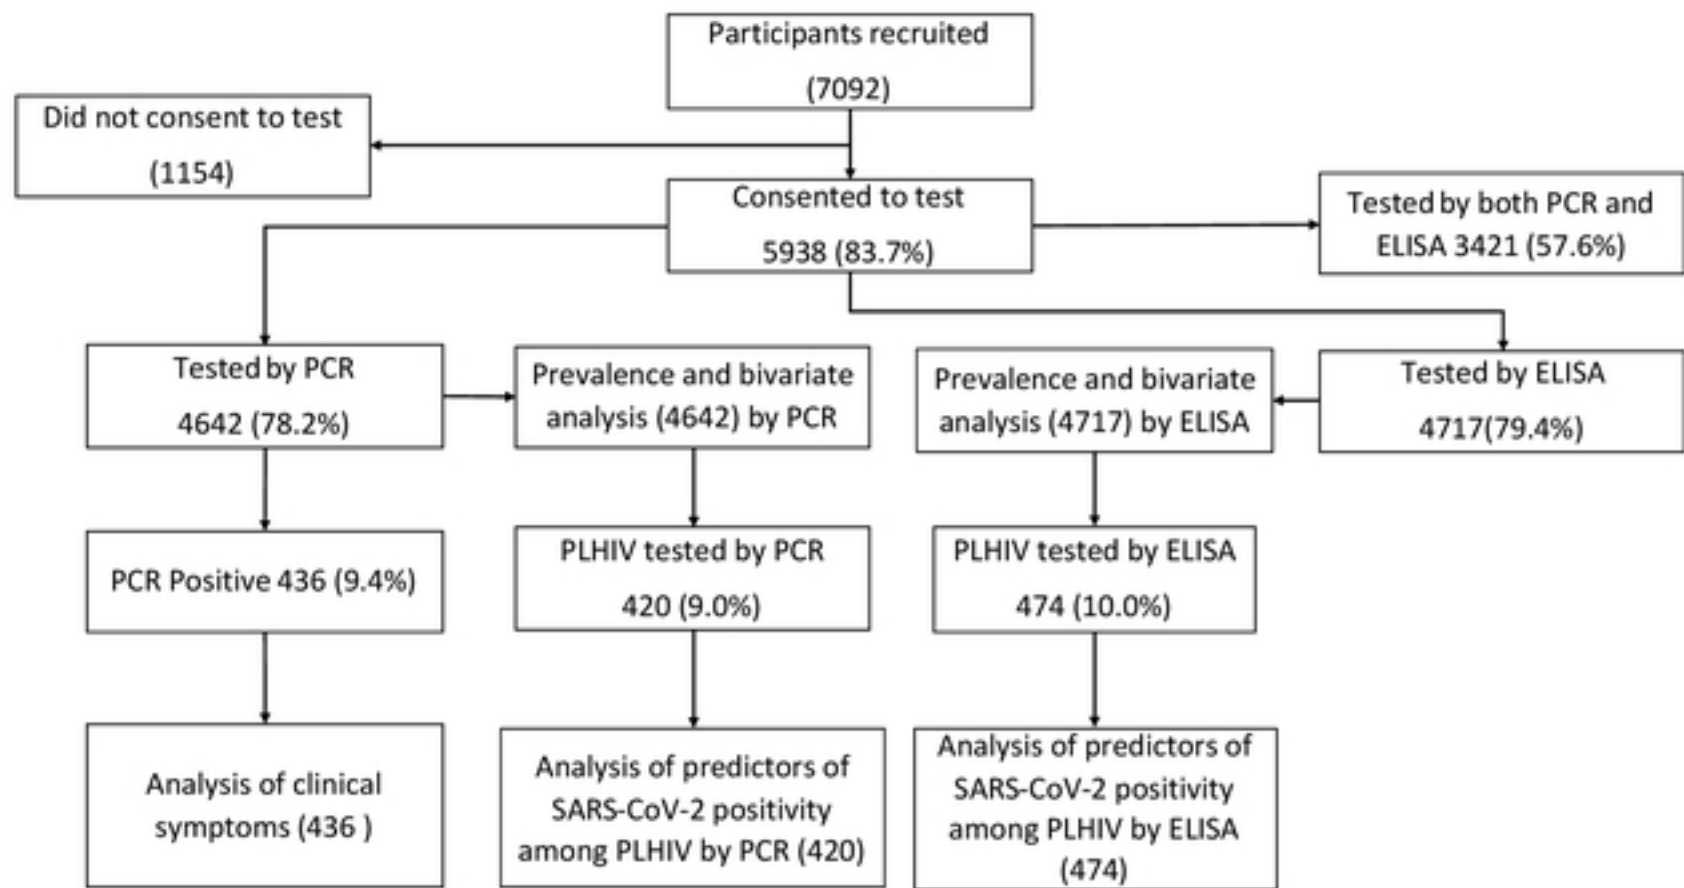 Participants recruited
(7092)
Did not consent to test
(1154)
Consented to test
5938 (83.7%)
Tested by both PCR and
ELISA 3421 (57.6%)
Tested by PCR
4642 (78.2%)
Prevalence and bivariate
analysis (4642) by PCR
Prevalence and bivariate
analysis (4717) by ELISA
Tested by ELISA
4717(79.4%)
PCR Positive 436 (9.4%)
PLHIV tested by PCR
420 (9.0%)
PLHIV tested by ELISA
474 (10.0%)
Analysis of clinical
symptoms (436 )
Analysis of predictors of
SARS-CoV-2 positivity
among PLHIV by PCR (420)
Analysis of predictors of
SARS-CoV-2 positivity
among PLHIV by ELISA
(474)